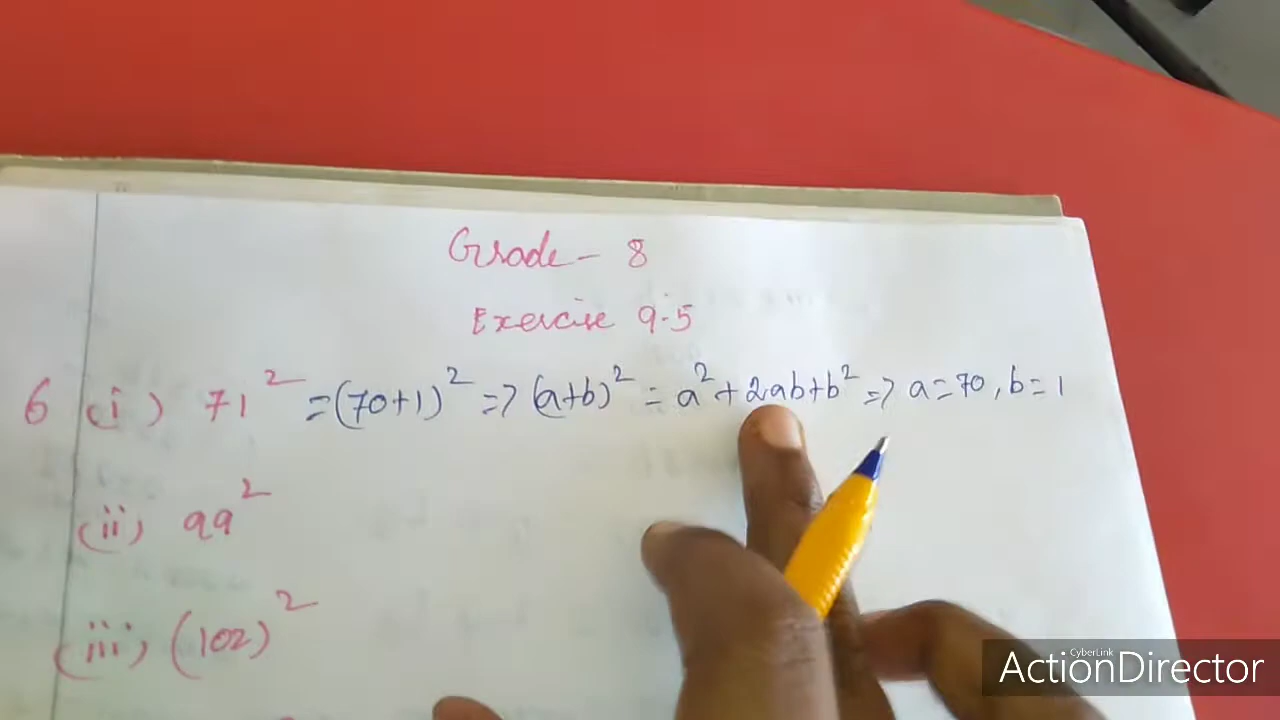 Grade - 8
Exercise 9.5
6 (i) 71² = (70+1)² => (a+b)² = a² + 2ab + b² => a = 70, b = 1
(ii) 99²
(iii) (102)²
CyberLink
ActionDirector